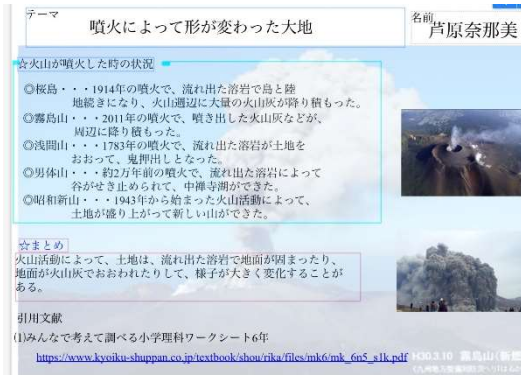 テーマ
噴火によって形が変わった大地
名前
芦原奈那美
☆火山が噴火した時の状況
◎桜島・・・1914年の噴火で、流れ出た溶岩で島と陸
地続きになり、火山週辺に大量の火山灰が降り積もった。
◎霧島山・・・2011年の噴火で、噴き出した火山灰などが、
周辺に降り積もった。
◎浅間山・・・1783年の噴火で、流れ出た溶岩が土地を
おおって、鬼押出しとなった。
◎男体山・・・約2万年前の噴火で、流れ出た溶岩によって
谷がせき止められて、中禅寺湖ができた。
◎昭和新山・・・1943年から始まった火山活動によって、
土地が盛り上がって新しい山ができた。
☆まとめ
火山活動によって、土地は、流れ出た溶岩で地面が固まったり、
地面が火山灰でおおわれたりして、様子が大きく変化することが
ある。
引用文献
(1)みんなで考えて調べる小学理科ワークシート6年
https://www.kyoiku-shuppan.co.jp/textbook/shou/rika/files/mk6/mk_6n5_s1k.pdf
H30.3.10 霧島山